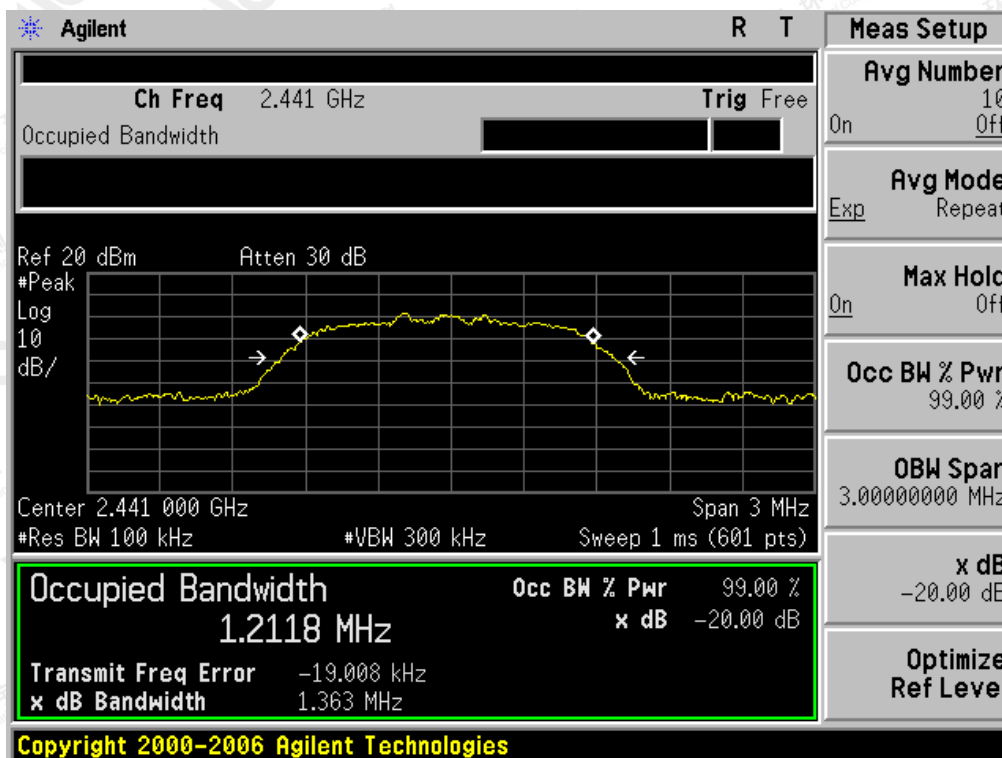 Agilent R T
Ch Freq 2.441 GHz Trig Free
Occupied Bandwidth
Ref 20 dBm Atten 30 dB
#Peak
Log
10
dB/
Center 2.441 000 GHz Span 3 MHz
#Res BW 100 kHz #VBW 300 kHz Sweep 1 ms (601 pts)
Occupied Bandwidth
1.2118 MHz
Occ BW % Pwr 99.00 %
x dB -20.00 dB
Transmit Freq Error -19.008 kHz
x dB Bandwidth 1.363 MHz
Copyright 2000-2006 Agilent Technologies
Meas Setup
Avg Number
10
On Off
Avg Mode
Exp Repeat
Max Hold
On Off
Occ BW % Pwr
99.00 %
OBW Span
3.00000000 MHz
x dB
-20.00 dB
Optimize
Ref Level